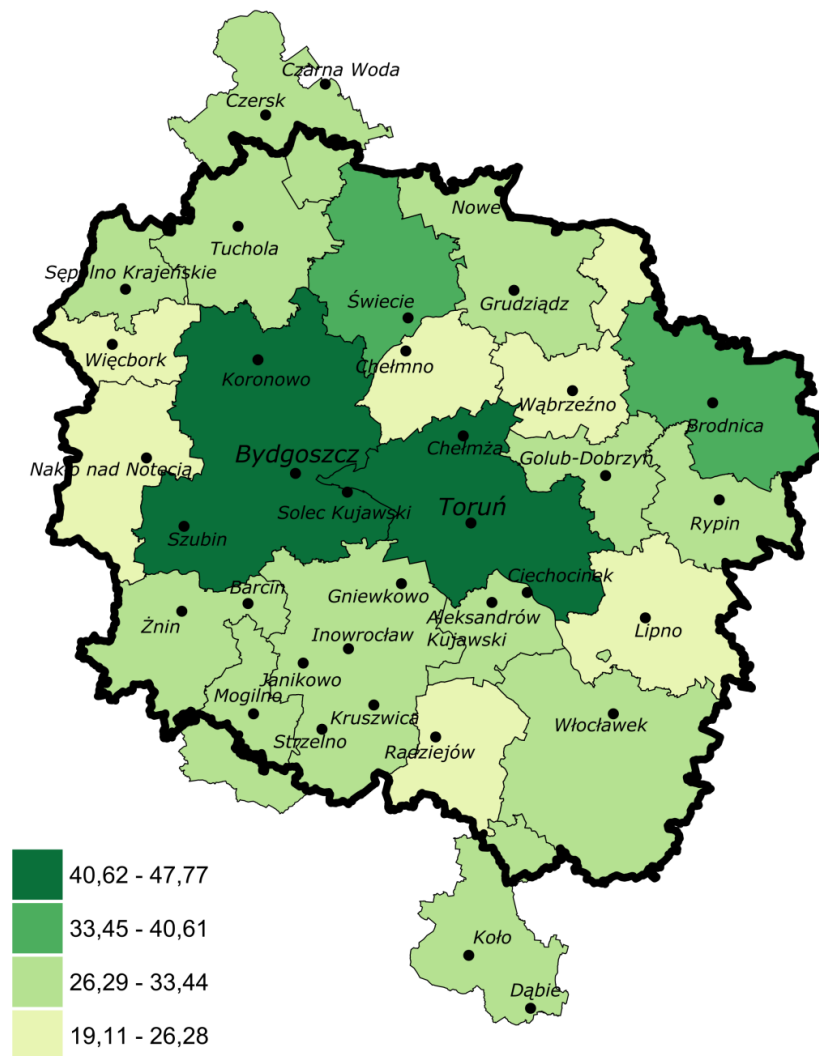 Czarna Woda
Czersk
Nowe
Tuchola
Sępolno Krajeńskie
Grudziądz
Świecie
Więcbork
Koronowo
Chełmno
Wąbrzeźno
Brodnica
Chełmża
Nakło nad Notecią
Bydgoszcz
Golub-Dobrzyń
Solec Kujawski
Toruń
Rypin
Szubin
Ciechocinek
Barcin
Gniewkowo
Aleksandrów
Kujawski
Żnin
Inowrocław
Lipno
Janikowo
Mogilno
Kruszwica
Włocławek
Strzelno
Radziejów
40,62 - 47,77
33,45 - 40,61
Koło
26,29 - 33,44
Dąbie
19,11 - 26,28